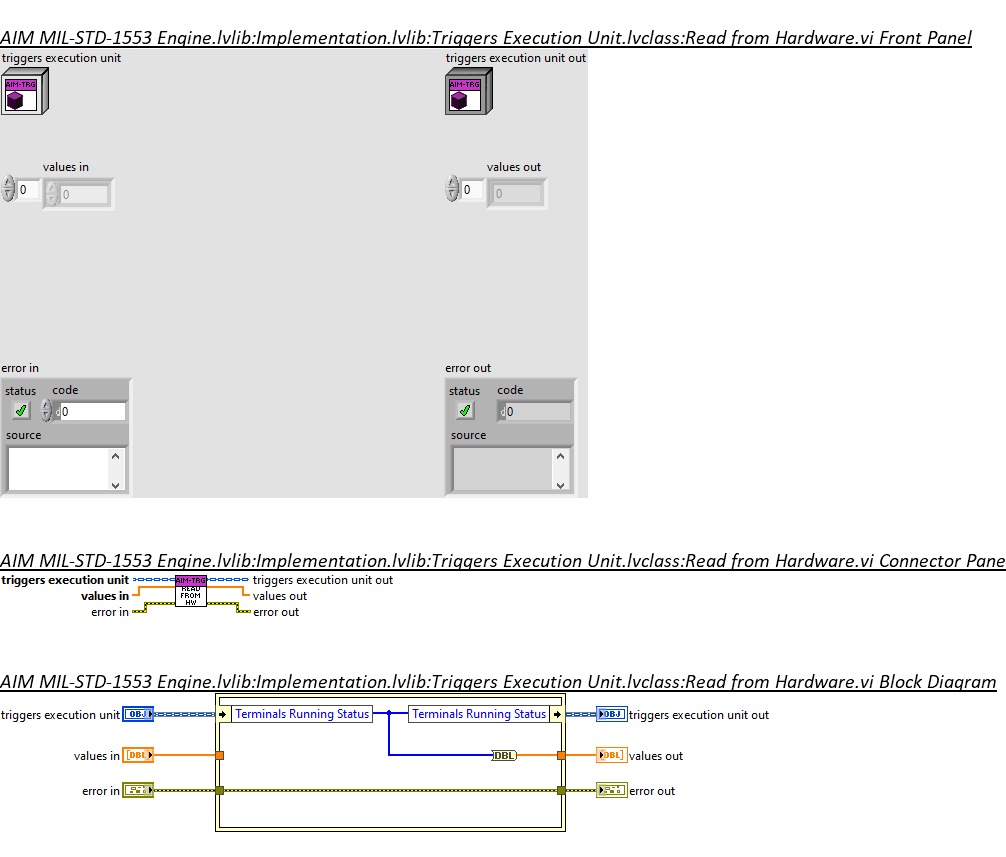 AIM MIL-STD-1553 Engine.lvlib:Implementation.lvlib:Triggers Execution Unit.lvclass:Read from Hardware.vi Front Panel
triggers execution unit
triggers execution unit out
AIM-TRG
AIM-TRG
values in
values out
0
0
0
0
error in
error out
status
code
status
code
d
0
d
0
source
source
AIM MIL-STD-1553 Engine.lvlib:Implementation.lvlib:Triggers Execution Unit.lvclass:Read from Hardware.vi Connector Pane
triggers execution unit
AIM-TRG
triggers execution unit out
values in
READ
FROM
HW
values out
error in
error out
AIM MIL-STD-1553 Engine.lvlib:Implementation.lvlib:Triggers Execution Unit.lvclass:Read from Hardware.vi Block Diagram
triggers execution unit
OBJ
Terminals Running Status
Terminals Running Status
OBJ
triggers execution unit out
values in
[DBL]
DBL
[DBL]
values out
error in
error out